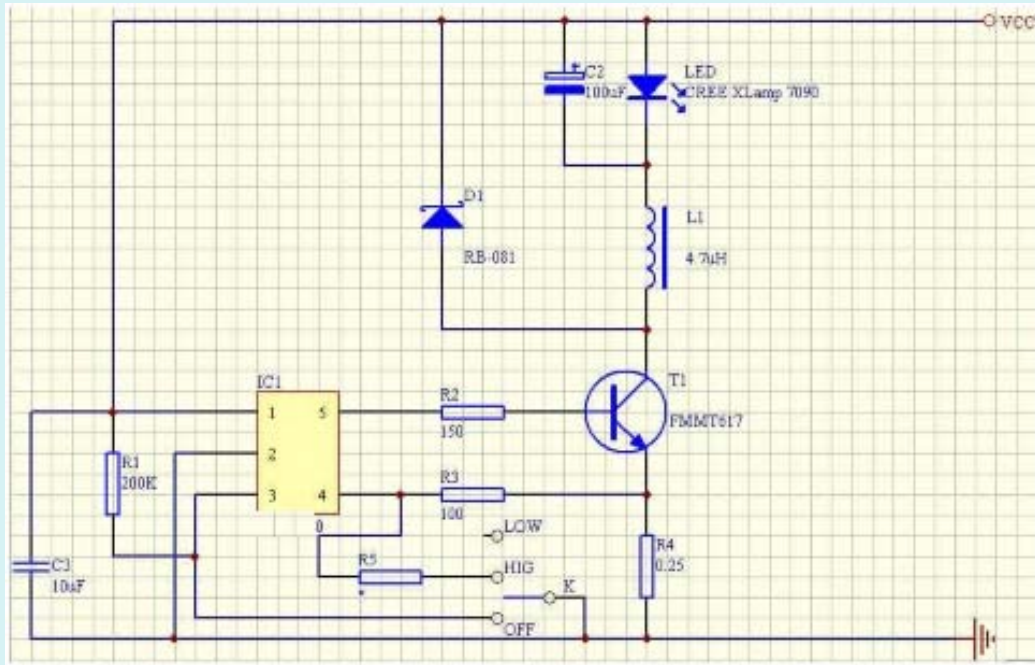 VCC
C2
LED
100uF
CREE XLamp 7090
D1
L1
RB-081
4.7uH
IC1
T1
1
5
R2
150
FMMT617
2
R1
200K
3
4
R3
100
0
LOW
R4
0.25
C3
10uF
R5
HIG
K
OFF